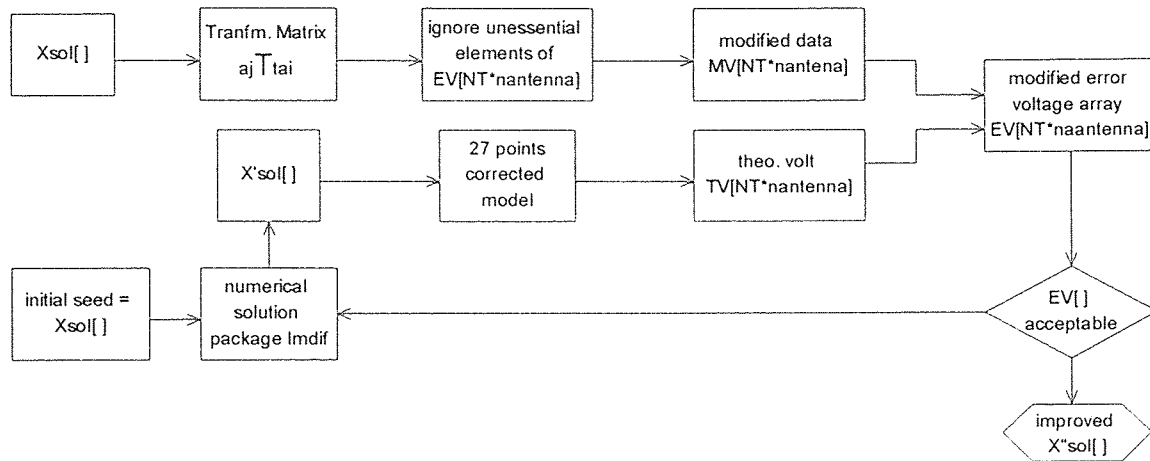 Xsol[ ]
Tranfm. Matrix
ajTtai
ignore unessential
elements of
EV[NT*nantenna]
modified data
MV[NT*nantena]
modified error
voltage array
EV[NT*naantenna]
X'sol[ ]
27 points
corrected
model
theo. volt
TV[NT*nantenna]
initial seed =
Xsol[ ]
numerical
solution
package lmdif
EV[ ]
acceptable
improved
X"sol[ ]